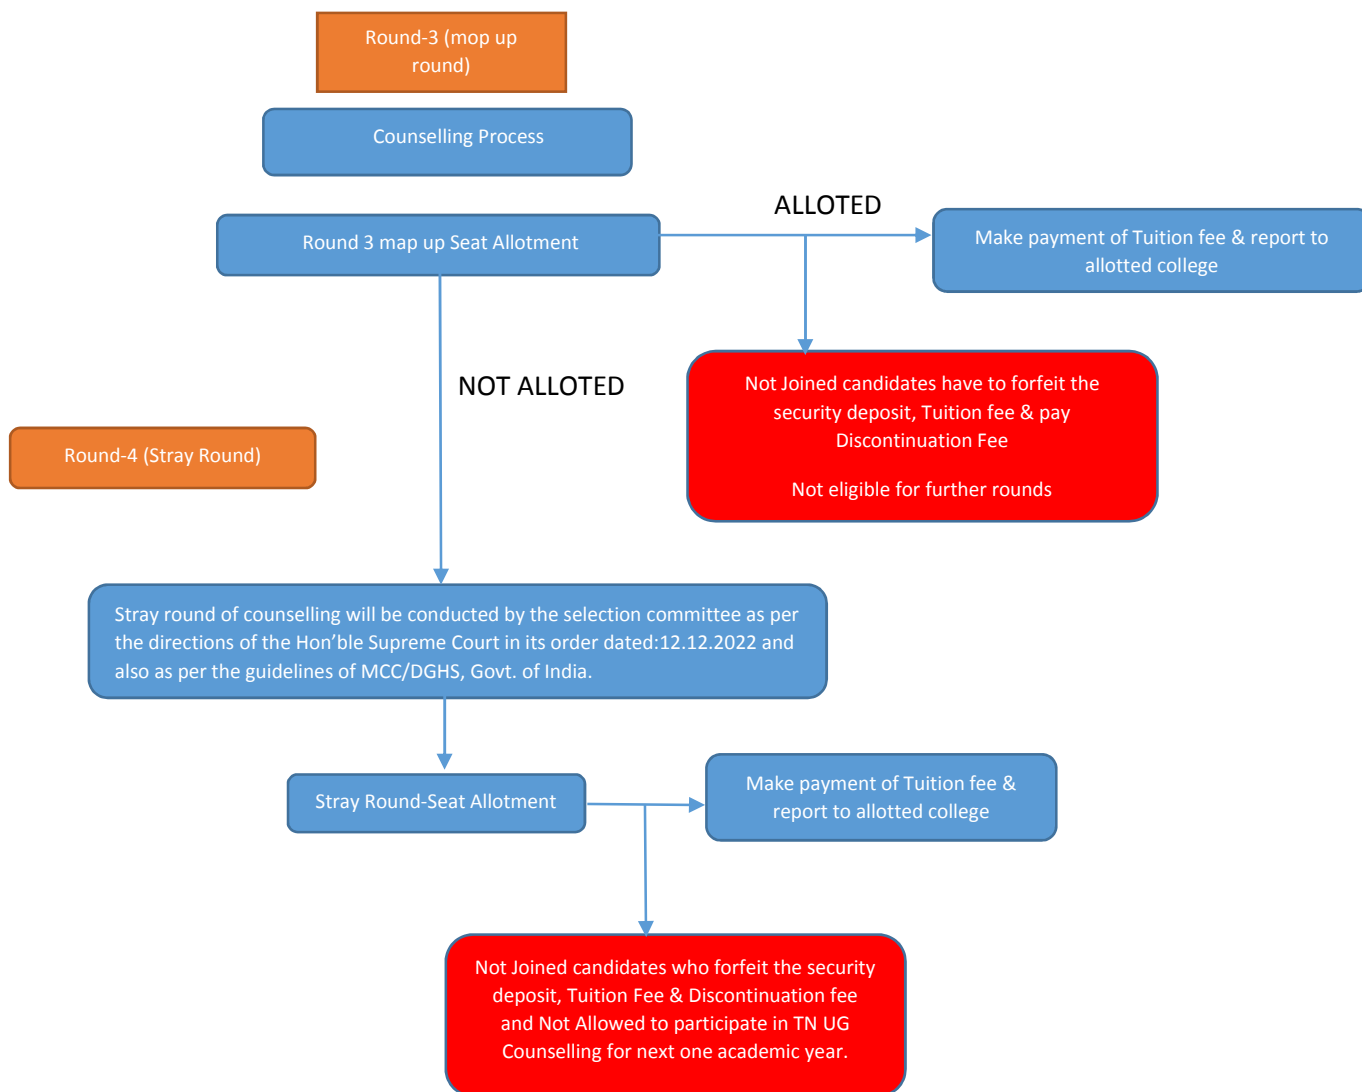 Round-3 (mop up
round)
Counselling Process
ALLOTED
Round 3 map up Seat Allotment
Make payment of Tuition fee & report to
allotted college
NOT ALLOTED
Not Joined candidates have to forfeit the
security deposit, Tuition fee & pay
Discontinuation Fee
Not eligible for further rounds
Round-4 (Stray Round)
Stray round of counselling will be conducted by the selection committee as per
the directions of the Hon’ble Supreme Court in its order dated:12.12.2022 and
also as per the guidelines of MCC/DGHS, Govt. of India.
Stray Round-Seat Allotment
Make payment of Tuition fee &
report to allotted college
Not Joined candidates who forfeit the security
deposit, Tuition Fee & Discontinuation fee
and Not Allowed to participate in TN UG
Counselling for next one academic year.